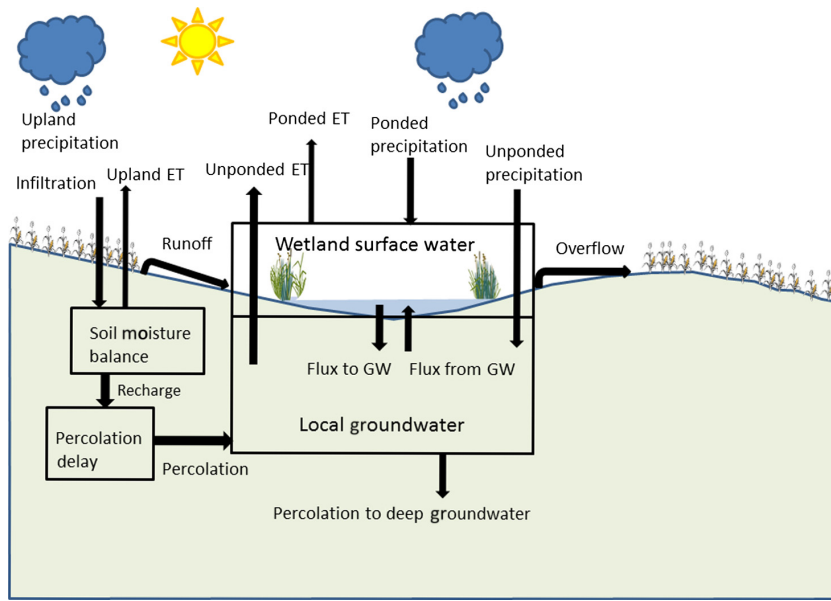 Upland
precipitation
Ponded ET
Ponded
precipitation
Infiltration
Upland ET
Unponded ET
Unponded
precipitation
Runoff
Wetland surface water
Overflow
Soil moisture
balance
Flux to GW
Flux from GW
Recharge
Local groundwater
Percolation
delay
Percolation
Percolation to deep groundwater